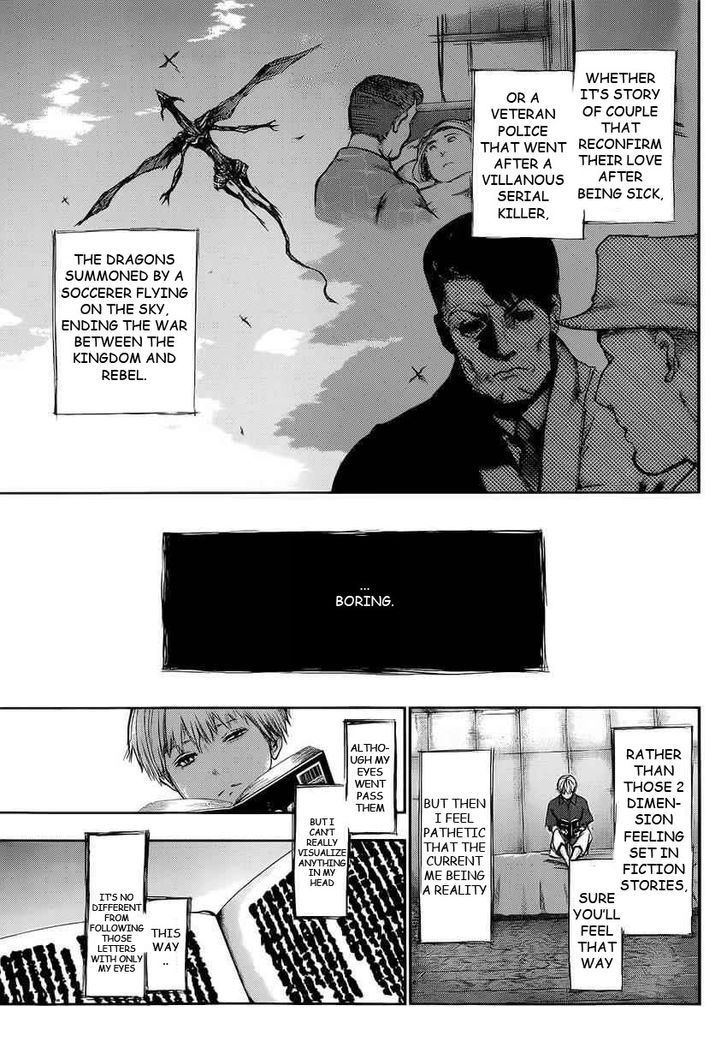 WHETHER
IT'S STORY
OF COUPLE
THAT
RECONFIRM
THEIR LOVE
AFTER
BEING SICK,
OR A
VETERAN
POLICE
THAT WENT
AFTER A
VILLANOUS
SERIAL
KILLER,
THE DRAGONS
SUMMONED BY A
SOCCERER FLYING
ON THE SKY,
ENDING THE WAR
BETWEEN THE
KINGDOM AND
REBEL.
...
BORING.
RATHER
THAN
THOSE 2
DIMEN-
SION
FEELING
SET IN
FICTION
STORIES,
SURE
YOU'LL
FEEL
THAT
WAY
BUT THEN
I FEEL
PATHETIC
THAT THE
CURRENT
ME BEING
A REALITY
ALTHO-
UGH MY
EYES
WENT
PASS
THEM
BUT I
CAN'T
REALLY
VISUALIZE
ANYTHING
IN MY
HEAD
THIS
WAY
..
IT'S NO
DIFFERENT
FROM
FOLLOWING
THOSE
LETTERS
WITH ONLY
MY EYES